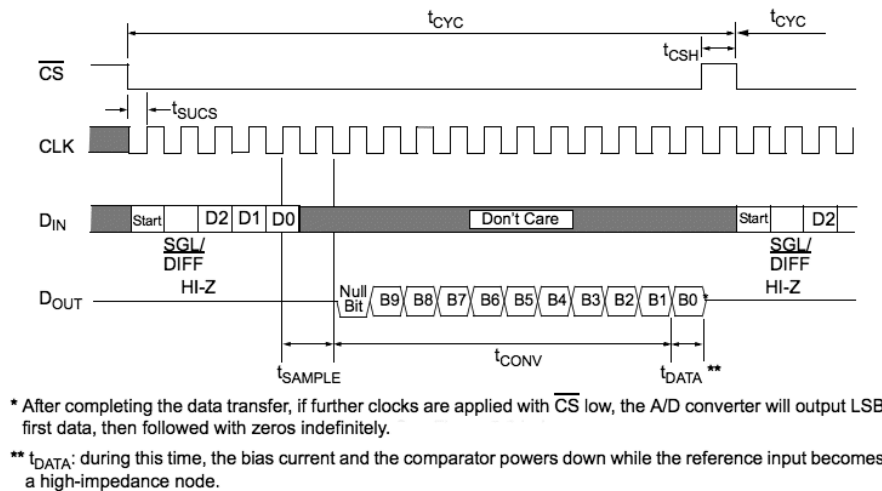 tCYC tCYC
tCSH
CS
tSUCS
CLK
DIN Start D2 D1 D0 Don't Care Start D2
SGL/ SGL/
DIFF DIFF
HI-Z HI-Z
DOUT Null Bit B9 B8 B7 B6 B5 B4 B3 B2 B1 B0 *
tSAMPLE tCONV tDATA **
* After completing the data transfer, if further clocks are applied with CS low, the A/D converter will output LSB
first data, then followed with zeros indefinitely.
** tDATA: during this time, the bias current and the comparator powers down while the reference input becomes
a high-impedance node.